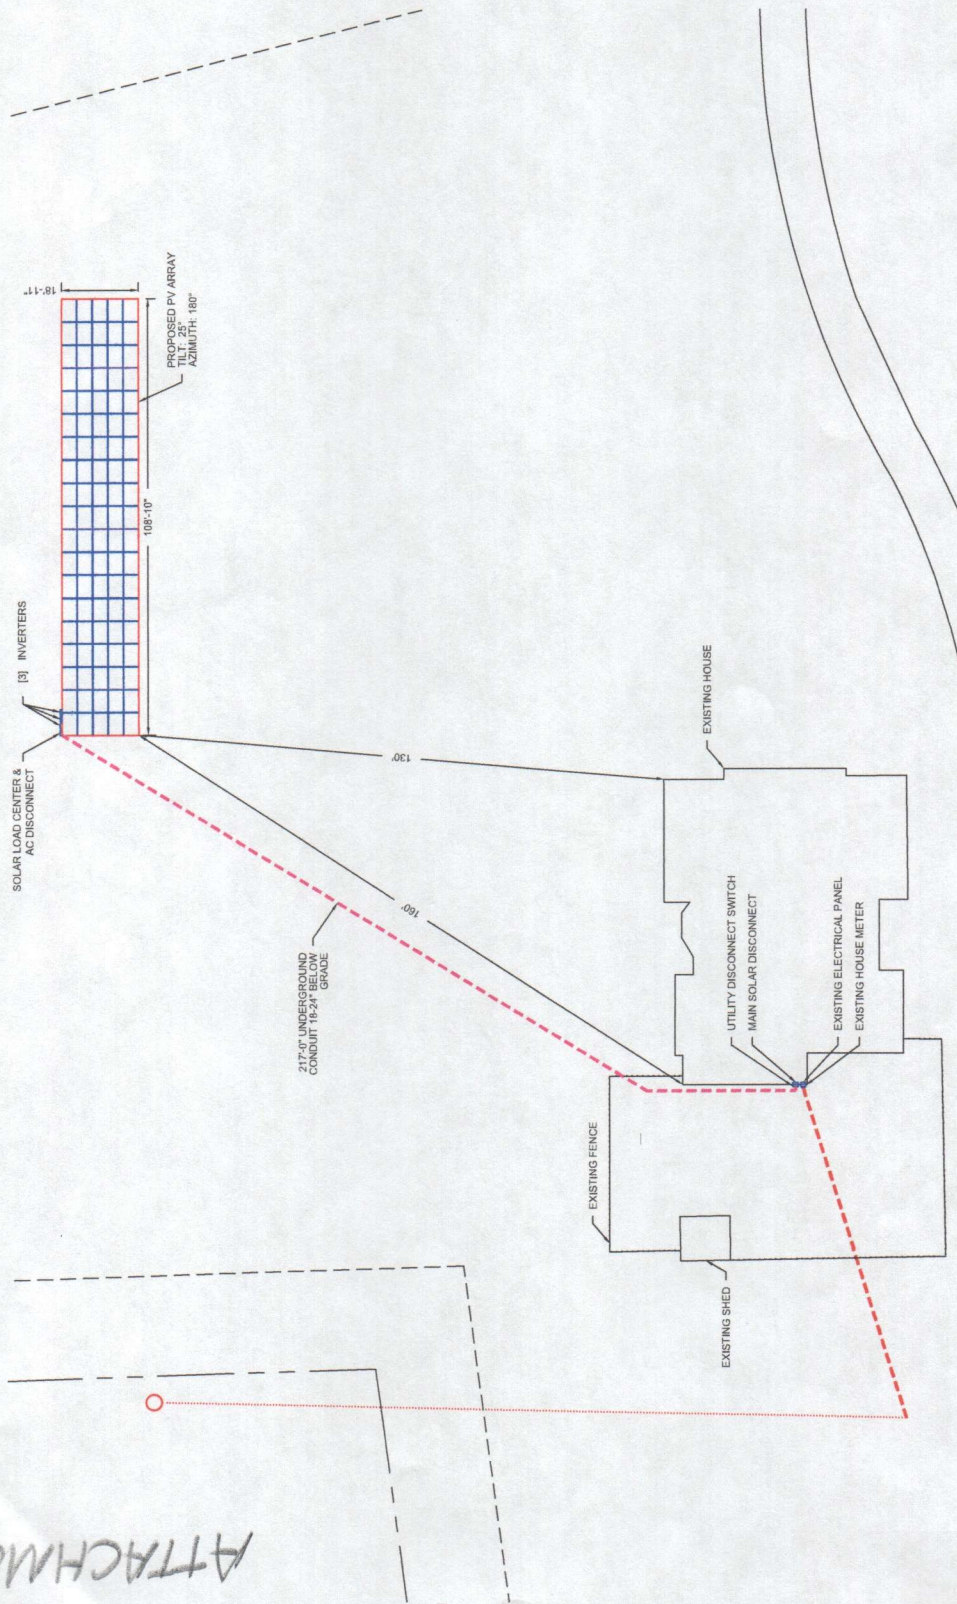 18'-11"
PROPOSED PV ARRAY
TILT: 25°
AZIMUTH: 180°
108'-10"
[3] INVERTERS
SOLAR LOAD CENTER &
AC DISCONNECT
130'
160'
217'-0" UNDERGROUND
CONDUIT 18-24" BELOW
GRADE
EXISTING HOUSE
UTILITY DISCONNECT SWITCH
MAIN SOLAR DISCONNECT
EXISTING ELECTRICAL PANEL
EXISTING HOUSE METER
EXISTING FENCE
EXISTING SHED